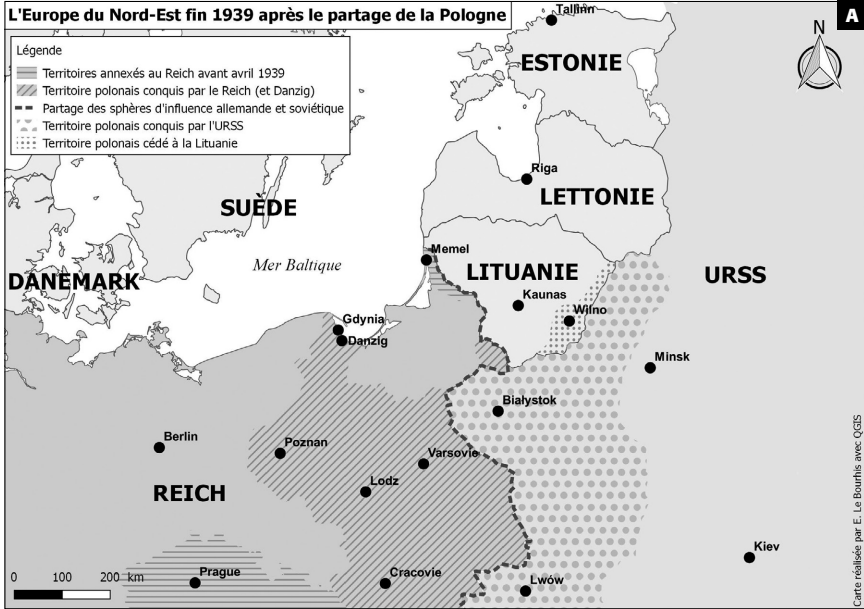 L'Europe du Nord-Est fin 1939 après le partage de la Pologne
A
Légende
Territoires annexés au Reich avant avril 1939
Territoires polonais conquis par le Reich (et Danzig)
Partage des sphères d'influence allemande et soviétique
Territoire polonais conquis par l'URSS
Territoire polonais cédé à la Lituanie
N
Tallinn
ESTONIE
Riga
LETTONIE
SUÈDE
Memel
Mer Baltique
LITUANIE
URSS
DANEMARK
Kaunas
Wilno
Gdynia
Danzig
Minsk
Białystok
Berlin
Poznan
Varsovie
Lodz
REICH
Kiev
Prague
Cracovie
Lwów
0 100 200 km
Carte réalisée par E. Le Bourhis avec QGIS